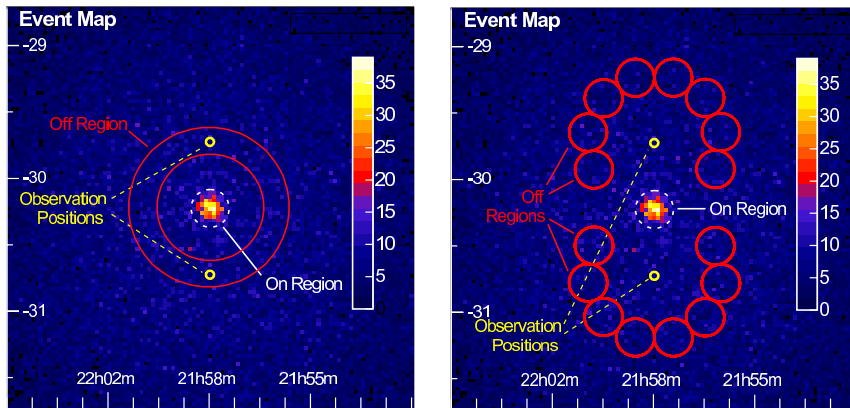 Event Map
-29
-30
-31
Off Region
Observation
Positions
On Region
35
30
25
20
15
10
5
0
22h02m
21h58m
21h55m
Event Map
-29
-30
-31
Off
Regions
On Region
Observation
Positions
35
30
25
20
15
10
5
0
22h02m
21h58m
21h55m